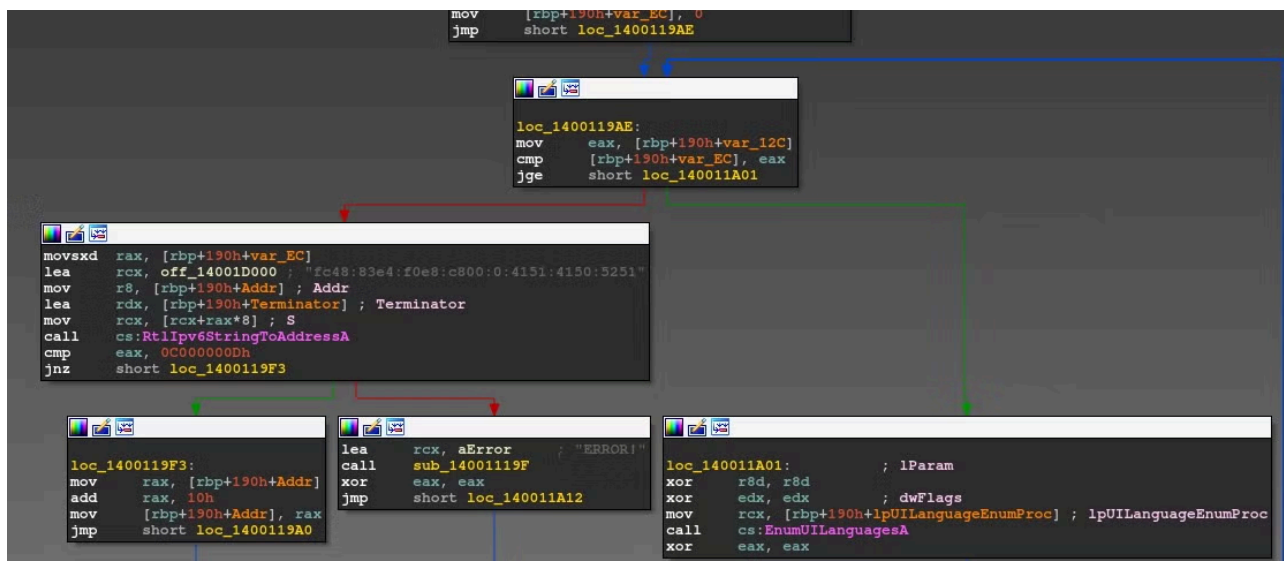 mov [rbp+190h+var_EC], 0
jmp short loc_1400119AE
loc_1400119AE:
mov eax, [rbp+190h+var_12C]
cmp [rbp+190h+var_EC], eax
jge short loc_140011A01
movsxd rax, [rbp+190h+var_EC]
lea rcx, off_14001D000 ; "fc48:83e4:f0e8:c800:0:4151:4150:5251"
mov r8, [rbp+190h+Addr] ; Addr
lea rdx, [rbp+190h+Terminator] ; Terminator
mov rcx, [rcx+rax*8] ; S
call cs:RtlIpv6StringToAddressA
cmp eax, 0C000000Dh
jnz short loc_1400119F3
loc_1400119F3:
mov rax, [rbp+190h+Addr]
add rax, 10h
mov [rbp+190h+Addr], rax
jmp short loc_1400119A0
lea rcx, aError ; "ERROR!"
call sub_14001119F
xor eax, eax
jmp short loc_140011A12
loc_140011A01: ; lParam
xor r8d, r8d
xor edx, edx ; dwFlags
mov rcx, [rbp+190h+lpUILanguageEnumProc] ; lpUILanguageEnumProc
call cs:EnumUILanguagesA
xor eax, eax